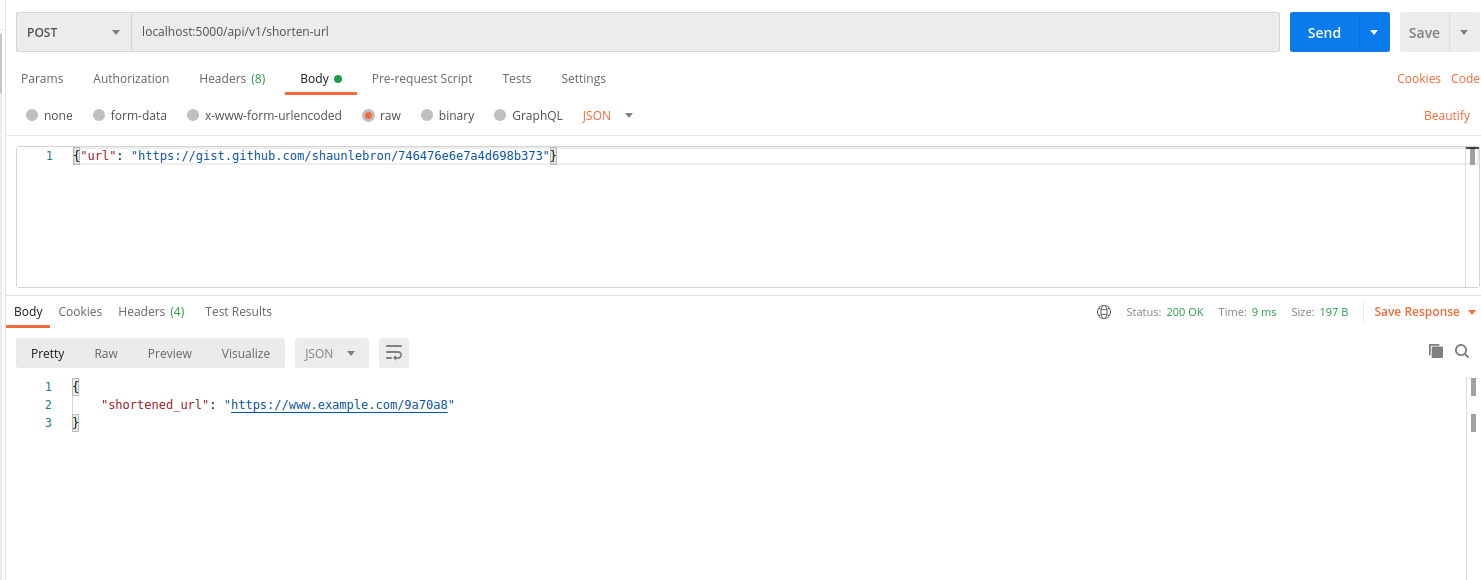 POST localhost:5000/api/v1/shorten-url Send Save
Params Authorization Headers (8) Body Pre-request Script Tests Settings Cookies Code
none form-data x-www-form-urlencoded raw binary GraphQL JSON Beautify
1 {"url": "https://gist.github.com/shaunlebron/746476e6e7a4d698b373"}
Body Cookies Headers (4) Test Results Status: 200 OK Time: 9 ms Size: 197 B Save Response
Pretty Raw Preview Visualize JSON
1 {
2 "shortened_url": "https://www.example.com/9a70a8"
3 }